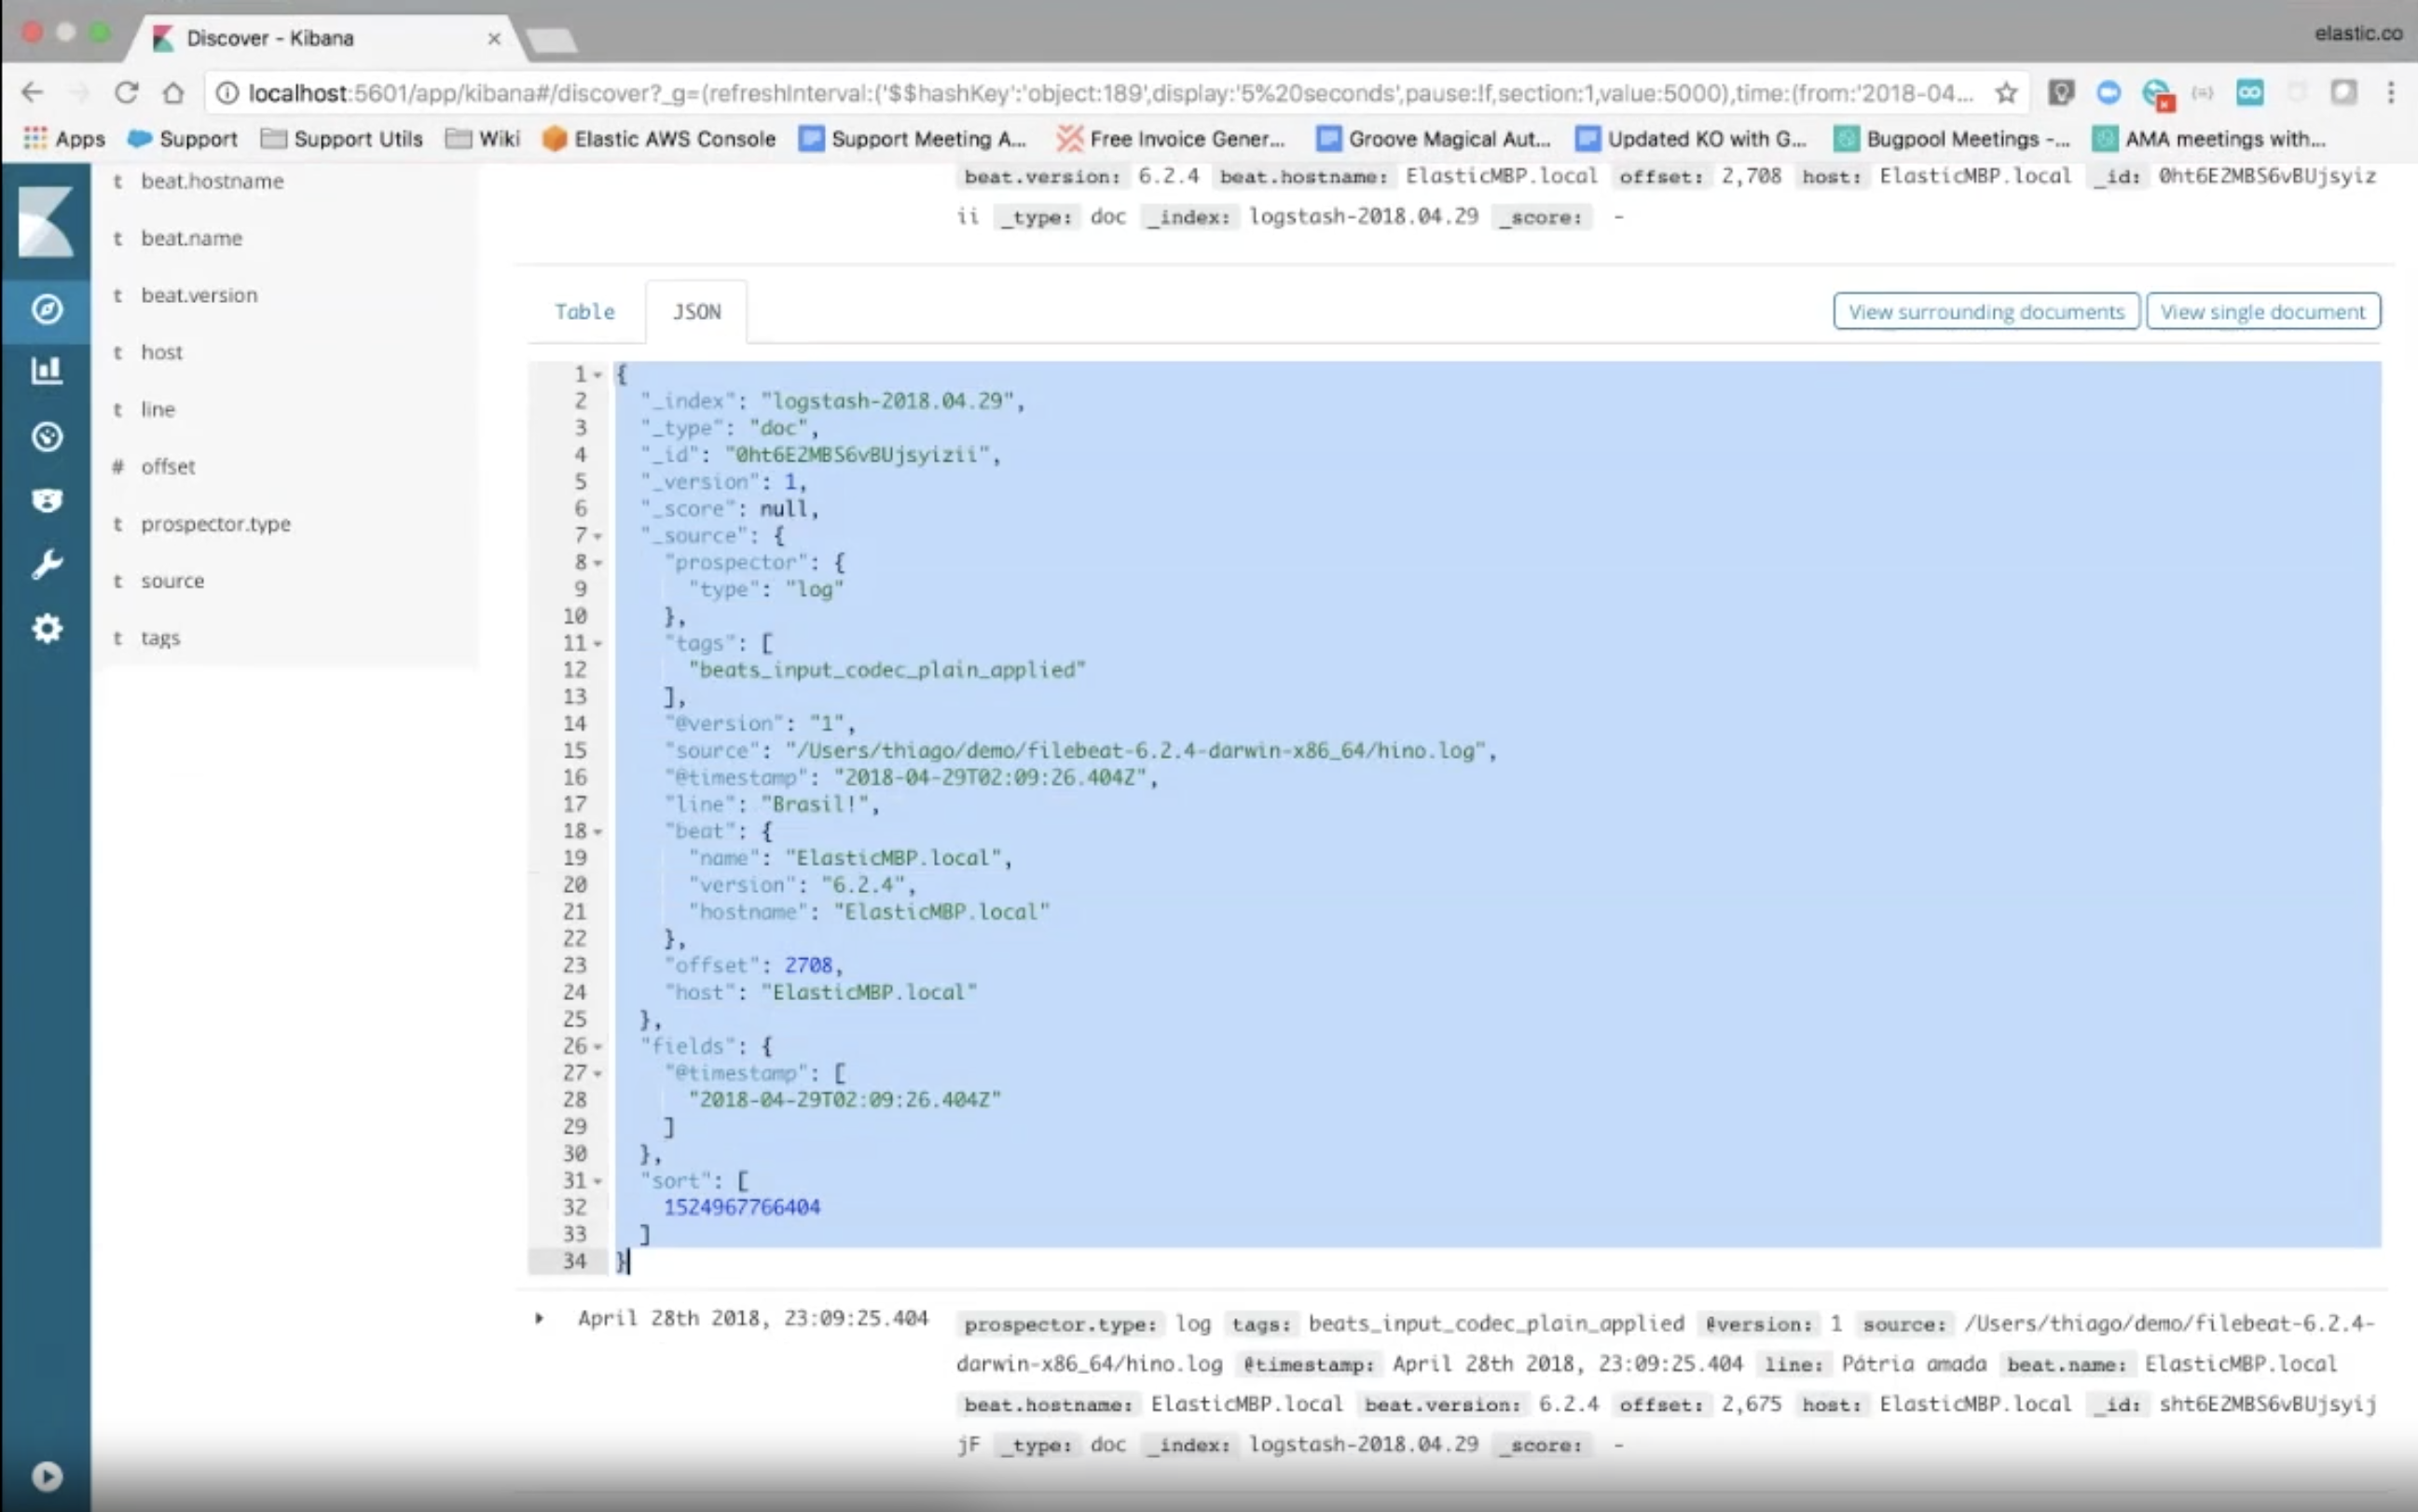 Discover - Kibana
elastic.co
localhost:5601/app/kibana#/discover?_g=(refreshInterval:('$$hashKey':'object:189',display:'5%20seconds',pause:!f,section:1,value:5000),time:(from:'2018-04...
Apps Support Support Utils Wiki Elastic AWS Console Support Meeting A... Free Invoice Gener... Groove Magical Aut... Updated KO with G... Bugpool Meetings -... AMA meetings with...
t beat.hostname
t beat.name
t beat.version
t host
t line
# offset
t prospector.type
t source
t tags
beat.version: 6.2.4 beat.hostname: ElasticMBP.local offset: 2,708 host: ElasticMBP.local _id: 0ht6E2MBS6vBUjsyiz
ii _type: doc _index: logstash-2018.04.29 _score: -
Table JSON View surrounding documents View single document
1 {
2 "_index": "logstash-2018.04.29",
3 "_type": "doc",
4 "_id": "0ht6E2MBS6vBUjsyizii",
5 "_version": 1,
6 "_score": null,
7 "_source": {
8 "prospector": {
9 "type": "log"
10 },
11 "tags": [
12 "beats_input_codec_plain_applied"
13 ],
14 "@version": "1",
15 "source": "/Users/thiago/demo/filebeat-6.2.4-darwin-x86_64/hino.log",
16 "@timestamp": "2018-04-29T02:09:26.404Z",
17 "line": "Brasil!",
18 "beat": {
19 "name": "ElasticMBP.local",
20 "version": "6.2.4",
21 "hostname": "ElasticMBP.local"
22 },
23 "offset": 2708,
24 "host": "ElasticMBP.local"
25 },
26 "fields": {
27 "@timestamp": [
28 "2018-04-29T02:09:26.404Z"
29 ]
30 },
31 "sort": [
32 1524967766404
33 ]
34 }
April 28th 2018, 23:09:25.404 prospector.type: log tags: beats_input_codec_plain_applied @version: 1 source: /Users/thiago/demo/filebeat-6.2.4-
darwin-x86_64/hino.log @timestamp: April 28th 2018, 23:09:25.404 line: Pátria amada beat.name: ElasticMBP.local
beat.hostname: ElasticMBP.local beat.version: 6.2.4 offset: 2,675 host: ElasticMBP.local _id: sht6E2MBS6vBUjsyij
jF _type: doc _index: logstash-2018.04.29 _score: -